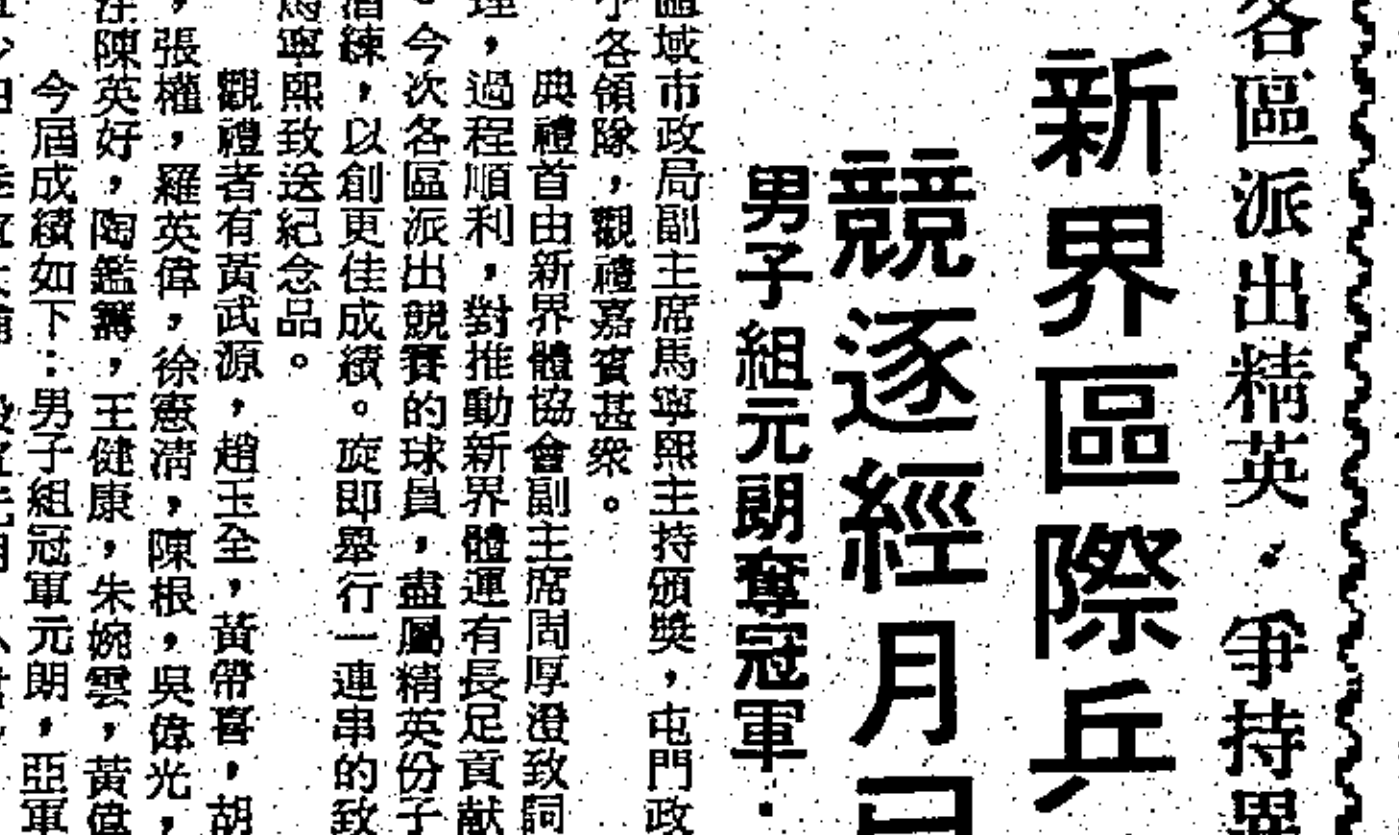 各區派出精英，爭持異
新界區際乒
競逐經月已
男子組元朗奪冠軍．
區域市政局副主席馬寧熙主持頒獎，屯門政
各領隊，觀禮嘉賓甚衆。
典禮首由新界體協會副主席周厚澄致詞
理，過程順利，對推動新界體運有長足貢献
。今次各區派出競賽的球員，盡屬精英份子
練，以創更佳成績。旋即舉行一連串的致
馬寧熙致送紀念品。
觀禮者有黃武源，趙玉全，黃帶喜，胡
，張權，羅英偉，徐憲清，陳根，吳偉光，
陳英好，陶鑑壽，王健康，朱婉雲，黃偉
今屆成績如下：男子組冠軍元朗，亞軍